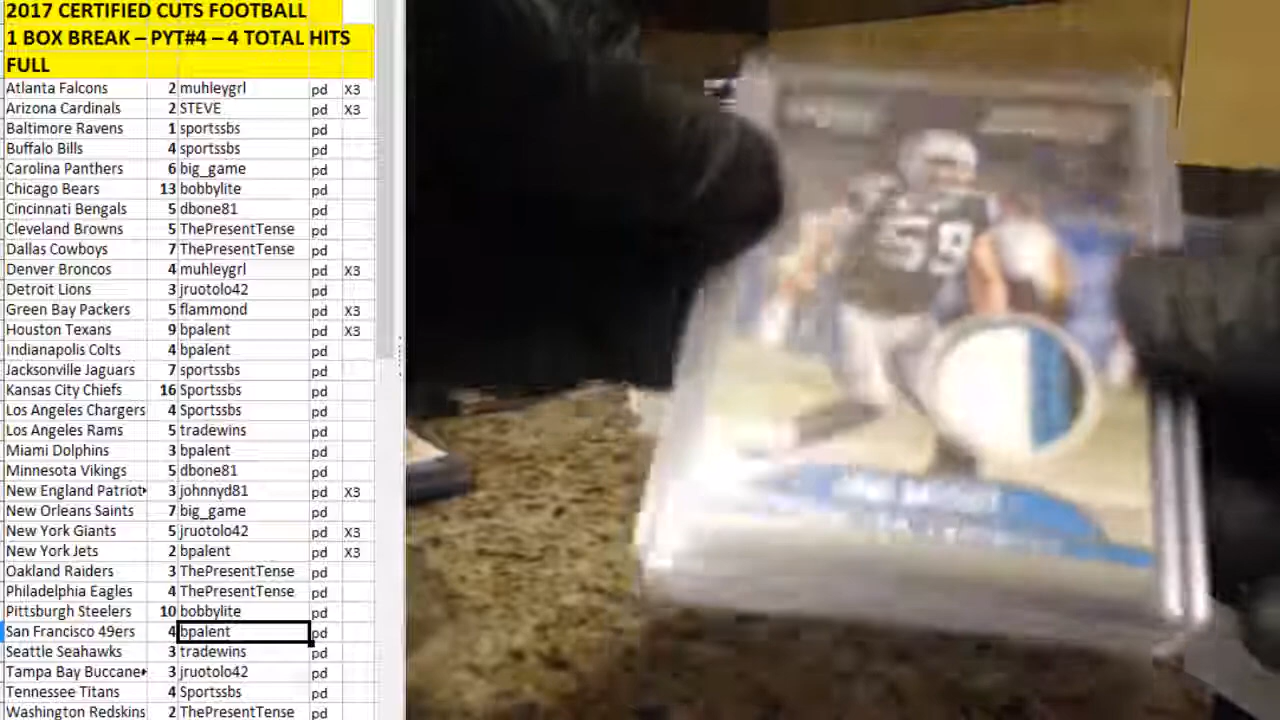 2017 CERTIFIED CUTS FOOTBALL
1 BOX BREAK – PYT#4 – 4 TOTAL HITS
FULL
Atlanta Falcons 2 muhleygrl pd X3
Arizona Cardinals 2 STEVE pd X3
Baltimore Ravens 1 sportssbs pd
Buffalo Bills 4 sportssbs pd
Carolina Panthers 6 big_game pd
Chicago Bears 13 bobbylite pd
Cincinnati Bengals 5 dbone81 pd
Cleveland Browns 5 ThePresentTense pd
Dallas Cowboys 7 ThePresentTense pd
Denver Broncos 4 muhleygrl pd X3
Detroit Lions 3 jruotolo42 pd
Green Bay Packers 5 flammond pd X3
Houston Texans 9 bpalent pd X3
Indianapolis Colts 4 bpalent pd
Jacksonville Jaguars 7 sportssbs pd
Kansas City Chiefs 16 Sportssbs pd
Los Angeles Chargers 4 Sportssbs pd
Los Angeles Rams 5 tradewins pd
Miami Dolphins 3 bpalent pd
Minnesota Vikings 5 dbone81 pd
New England Patriot 3 johnnyd81 pd X3
New Orleans Saints 7 big_game pd
New York Giants 5 jruotolo42 pd X3
New York Jets 2 bpalent pd X3
Oakland Raiders 3 ThePresentTense pd
Philadelphia Eagles 4 ThePresentTense pd
Pittsburgh Steelers 10 bobbylite pd
San Francisco 49ers 4 bpalent pd
Seattle Seahawks 3 tradewins pd
Tampa Bay Buccane 3 jruotolo42 pd
Tennessee Titans 4 Sportssbs pd
Washington Redskins 2 ThePresentTense pd
59